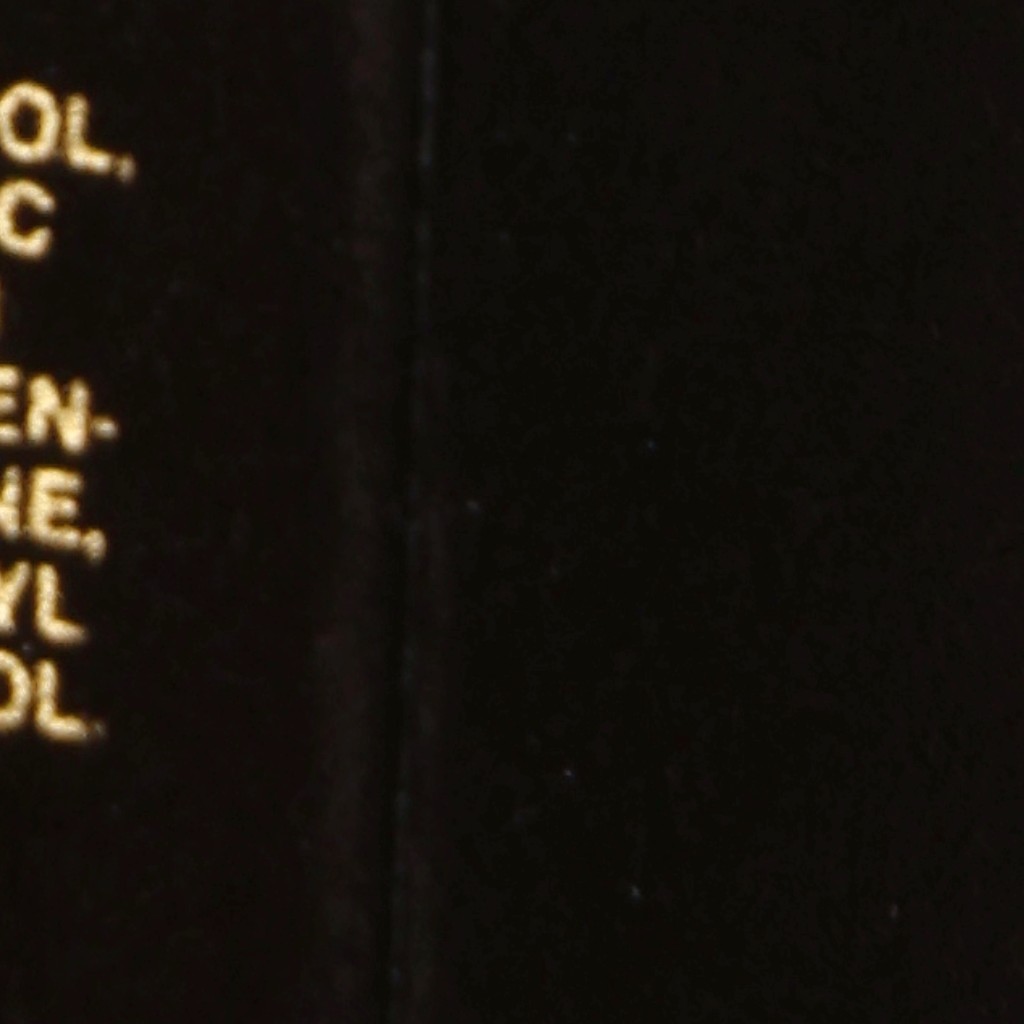 OL,
C
EN-
NE,
YL
OL.